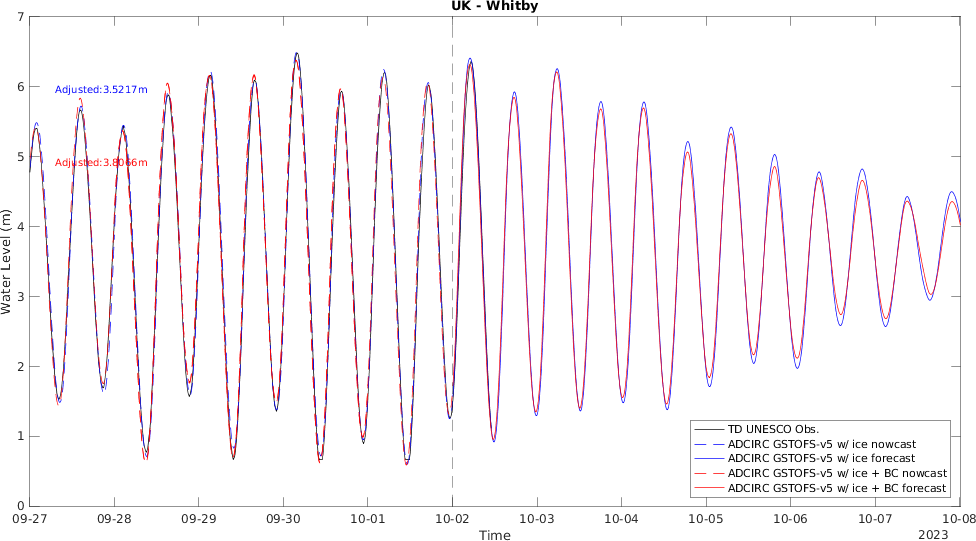 UK - Whitby
7
6
5
4
3
2
1
0
Water Level (m)
Adjusted:3.5217m
Adjusted:3.8066m
TD UNESCO Obs.
ADCIRC GSTOFS-v5 w/ ice nowcast
ADCIRC GSTOFS-v5 w/ ice forecast
ADCIRC GSTOFS-v5 w/ ice + BC nowcast
ADCIRC GSTOFS-v5 w/ ice + BC forecast
09-27 09-28 09-29 09-30 10-01 10-02 10-03 10-04 10-05 10-06 10-07 10-08
Time
2023